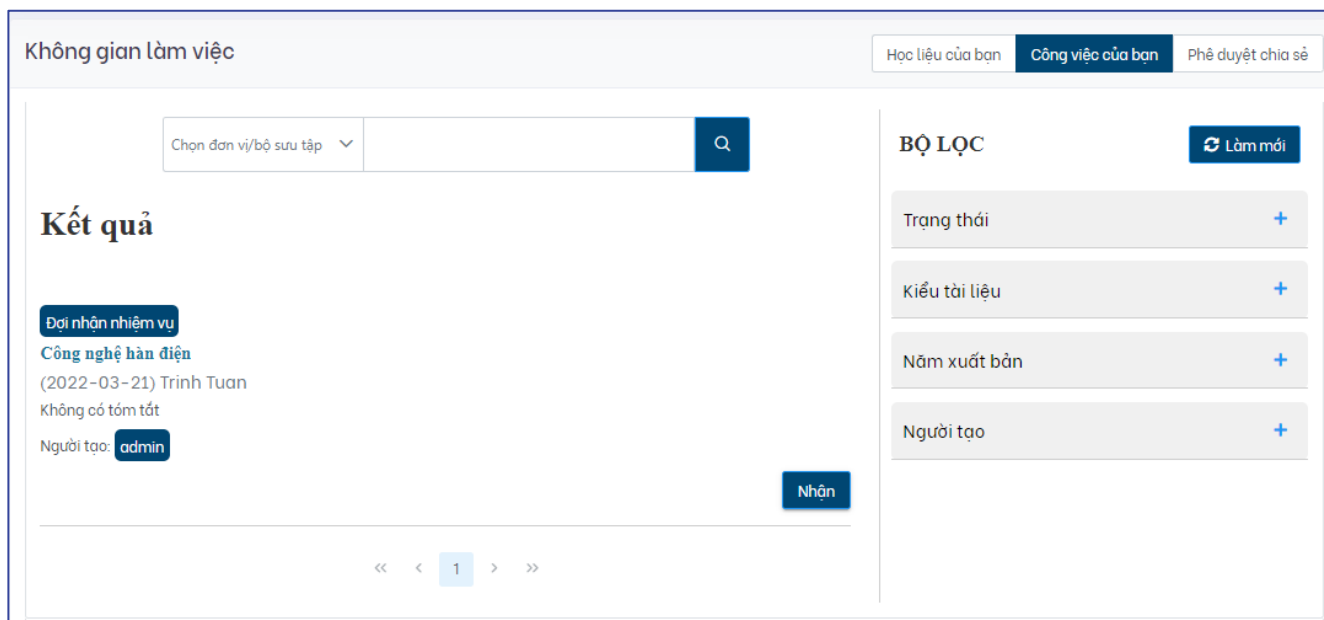 Không gian làm việc
Học liệu của bạn Công việc của bạn Phê duyệt chia sẻ
Chọn đơn vị/bộ sưu tập
Kết quả
Đợi nhận nhiệm vụ
Công nghệ hàn điện
(2022-03-21) Trinh Tuan
Không có tóm tắt
Người tạo: admin
Nhận
« ‹ 1 › »
BỘ LỌC
Làm mới
Trạng thái +
Kiểu tài liệu +
Năm xuất bản +
Người tạo +